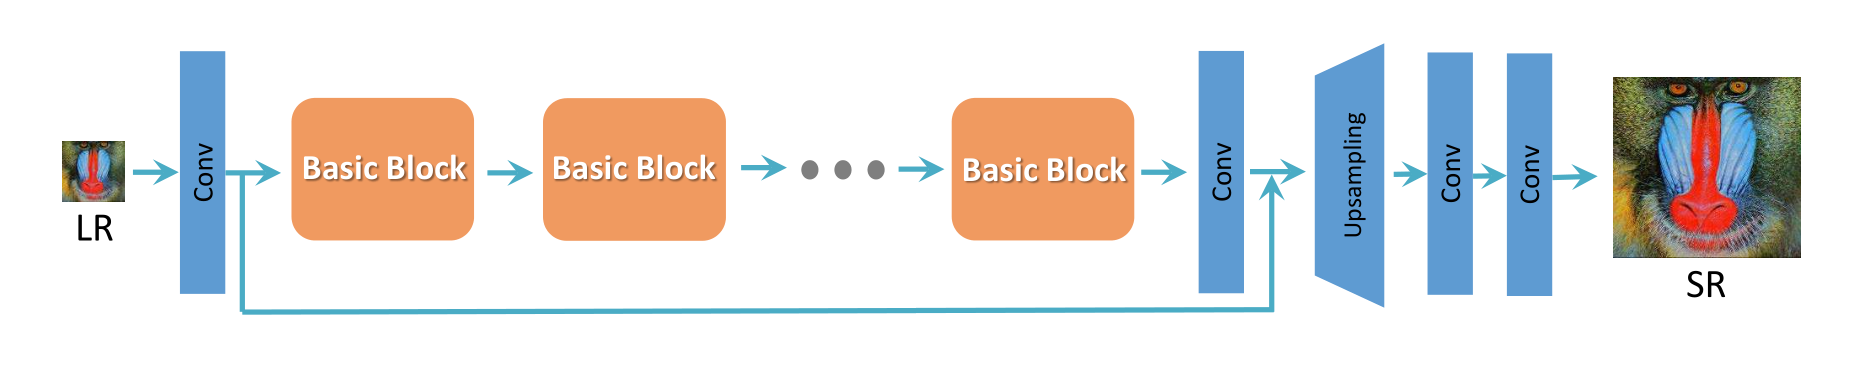 LR
Conv
Basic Block
Basic Block
Basic Block
Conv
Upsampling
Conv
Conv
SR